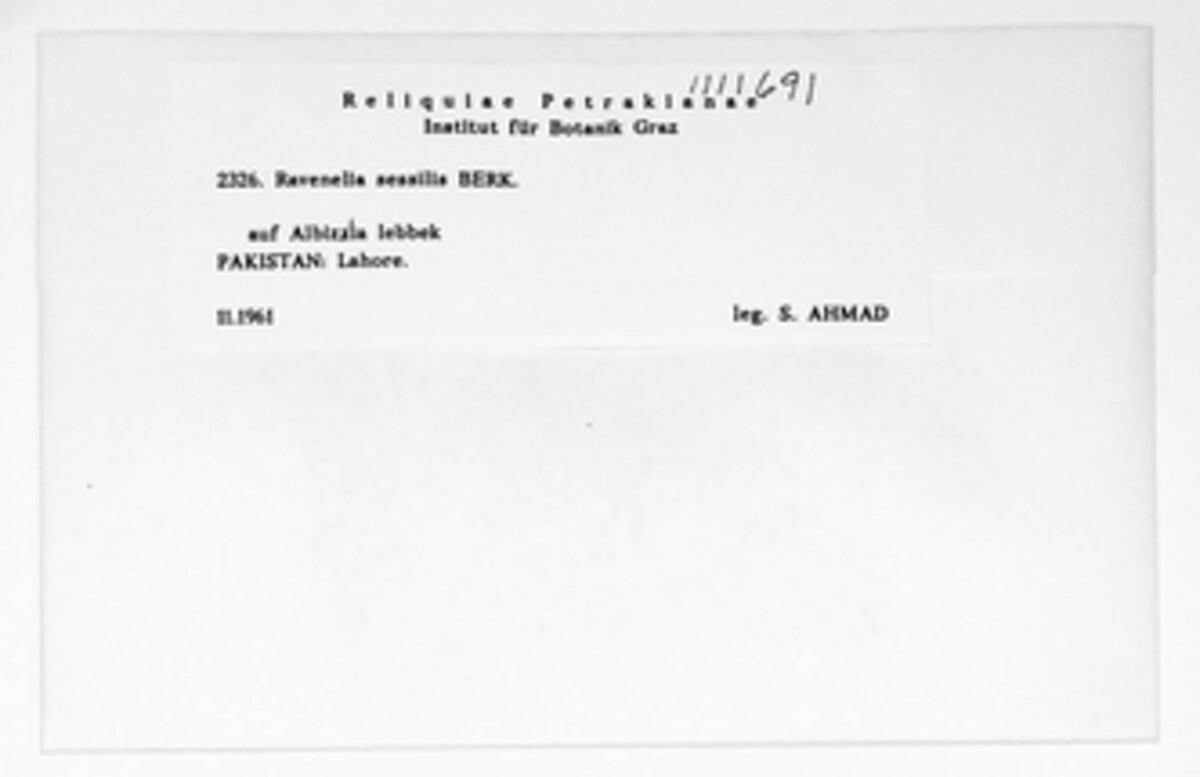 1111691
Reliquiae Petrakianae
Institut für Botanik Graz
2326. Ravenelia sessilis BERK.
auf Albizzia lebbek
PAKISTAN: Lahore.
11.1961
leg. S. AHMAD